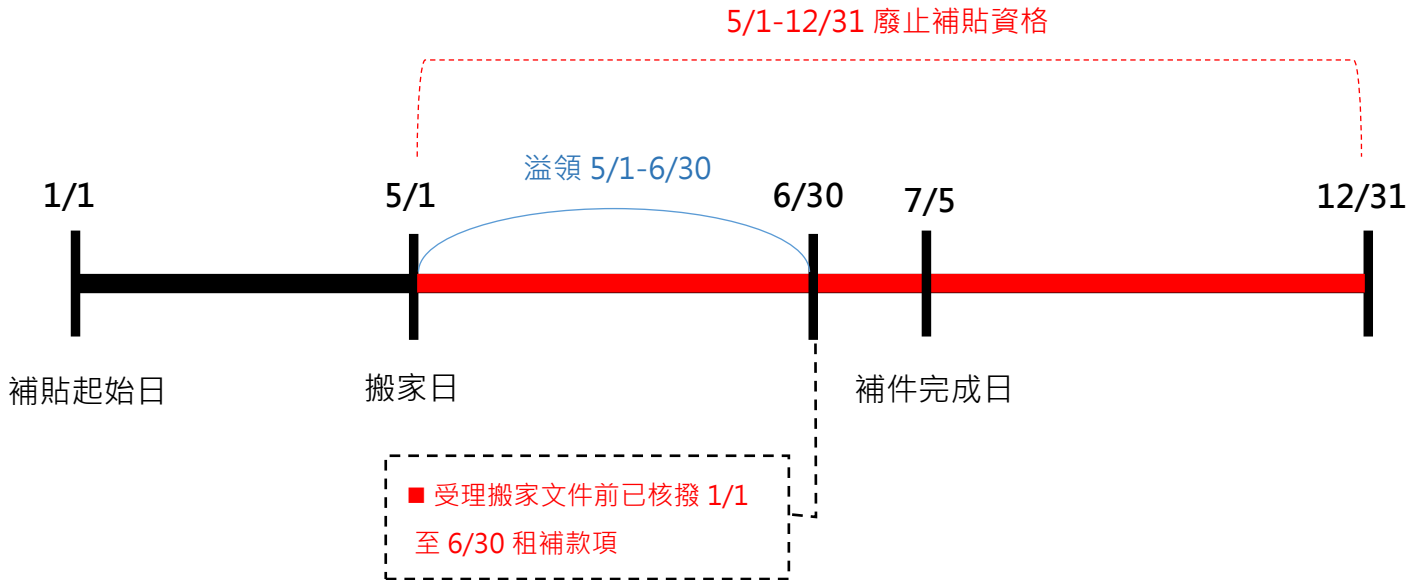 5/1-12/31 廢止補貼資格
溢領 5/1-6/30
1/1
5/1
6/30
7/5
12/31
補貼起始日
搬家日
補件完成日
■ 受理搬家文件前已核撥 1/1
至 6/30 租補款項